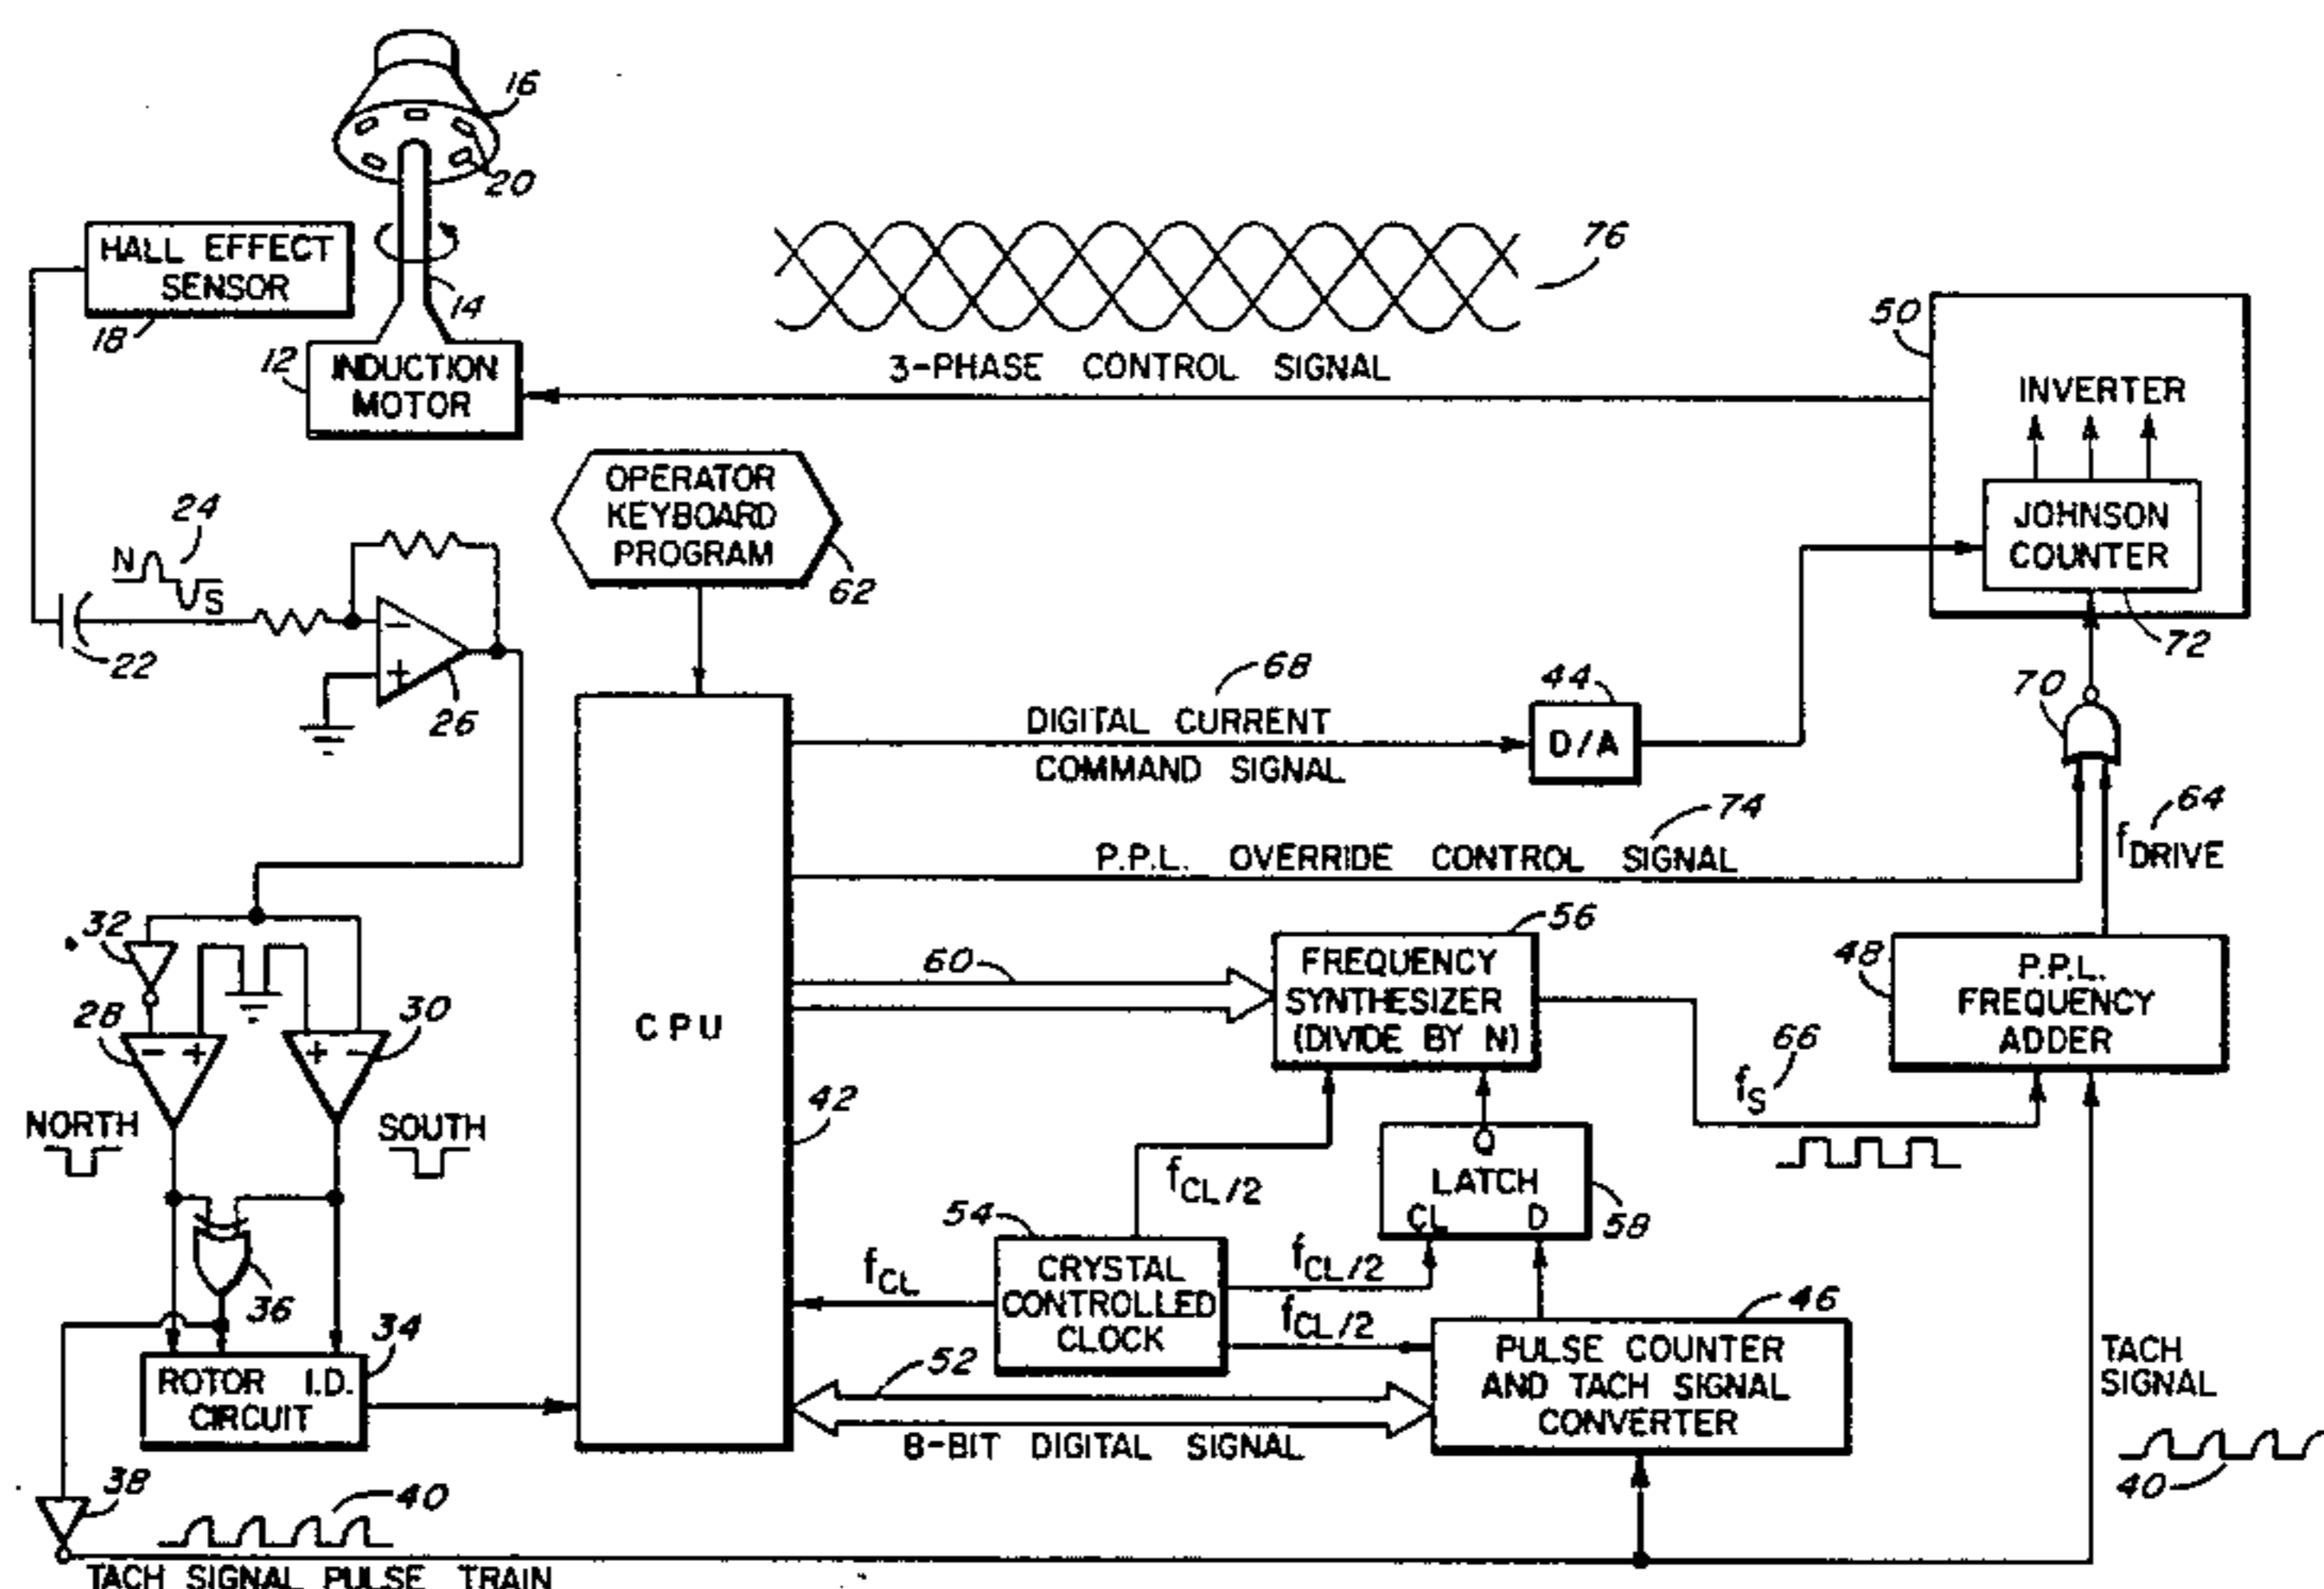 16
20
HALL EFFECT
SENSOR
18
14
12
INDUCTION
MOTOR
76
3-PHASE CONTROL SIGNAL
50
INVERTER
JOHNSON
COUNTER
72
OPERATOR
KEYBOARD
PROGRAM
62
24
N
S
22
-
+
26
68
DIGITAL CURRENT
COMMAND SIGNAL
44
D/A
70
74
P.P.L. OVERRIDE CONTROL SIGNAL
64
fDRIVE
32
28
- +
30
+ -
NORTH
SOUTH
36
34
ROTOR I.D.
CIRCUIT
38
40
TACH SIGNAL PULSE TRAIN
CPU
42
60
56
FREQUENCY
SYNTHESIZER
(DIVIDE BY N)
48
P.P.L.
FREQUENCY
ADDER
66
fS
Q
LATCH
CL D
58
fCL/2
54
CRYSTAL
CONTROLLED
CLOCK
fCL
fCL/2
fCL/2
46
PULSE COUNTER
AND TACH SIGNAL
CONVERTER
52
8-BIT DIGITAL SIGNAL
TACH
SIGNAL
40